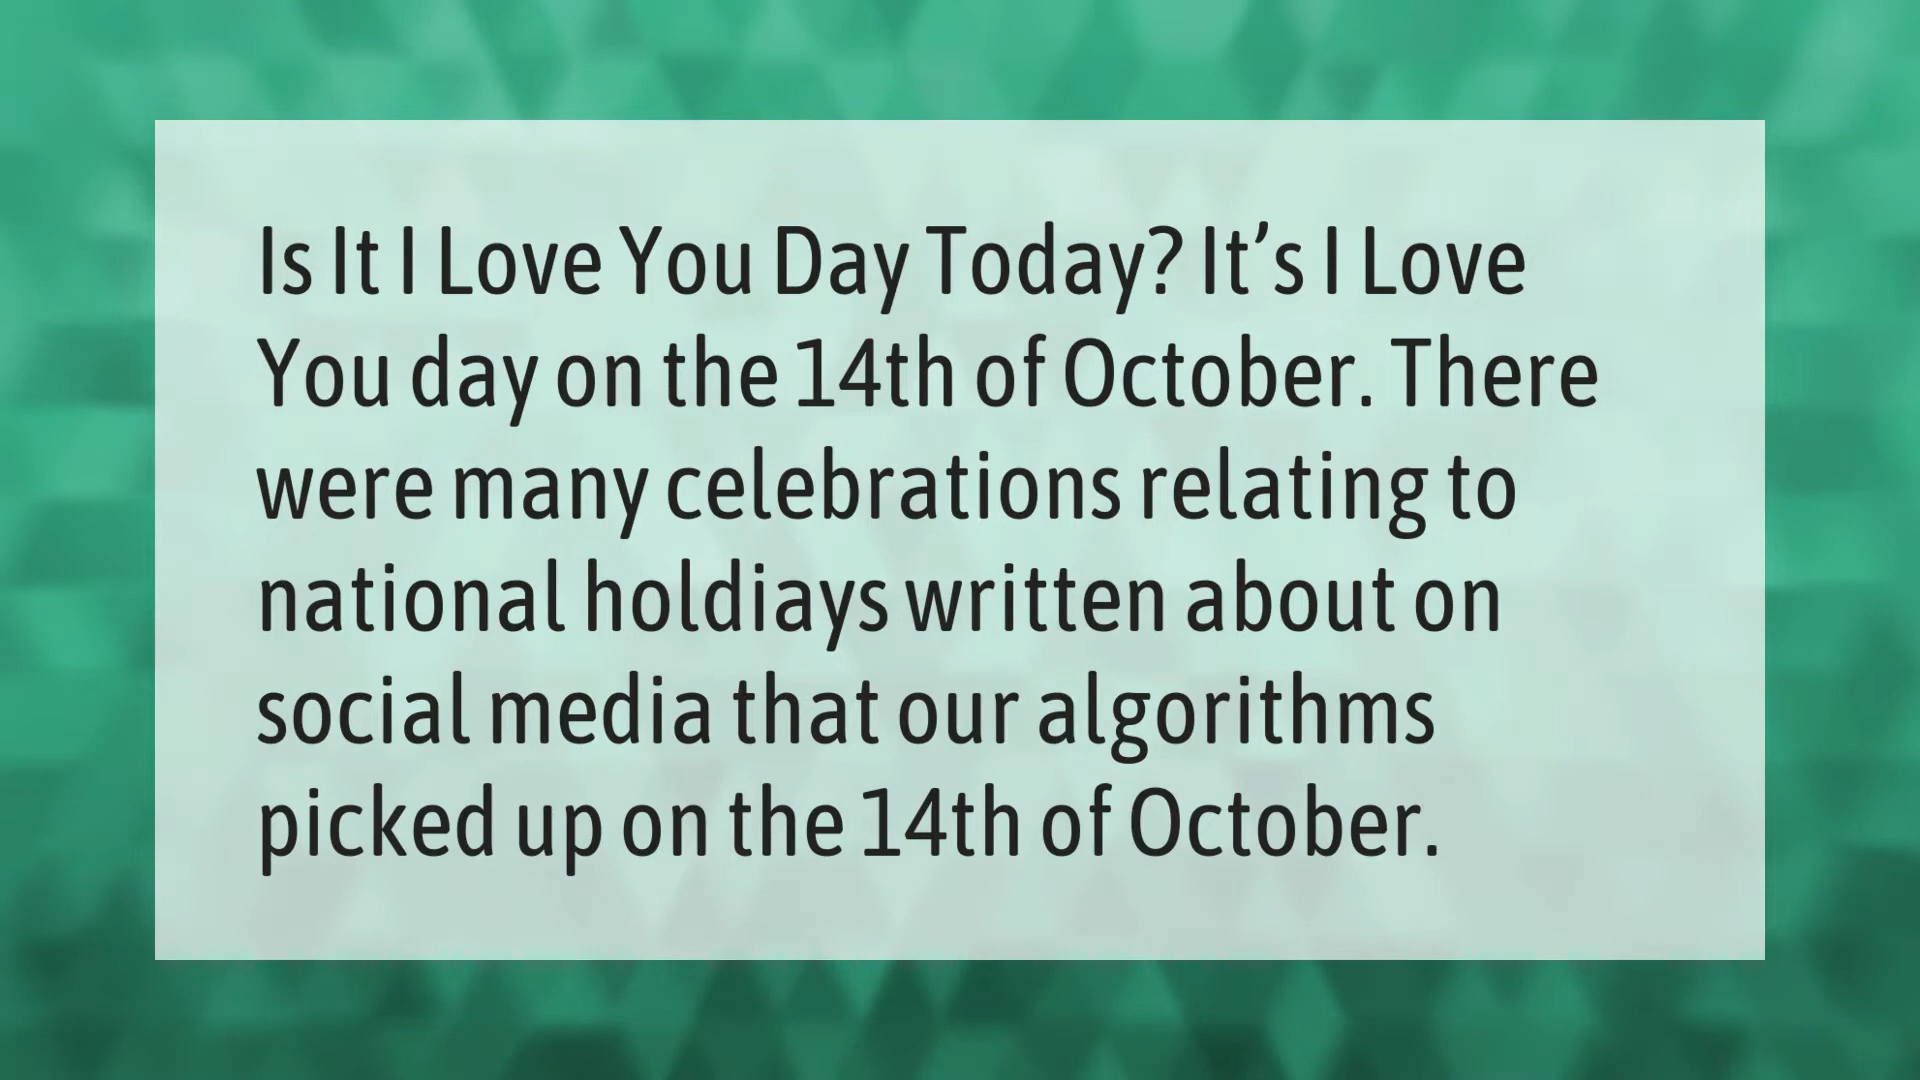 Is It I Love You Day Today? It’s I Love
You day on the 14th of October. There
were many celebrations relating to
national holdiays written about on
social media that our algorithms
picked up on the 14th of October.